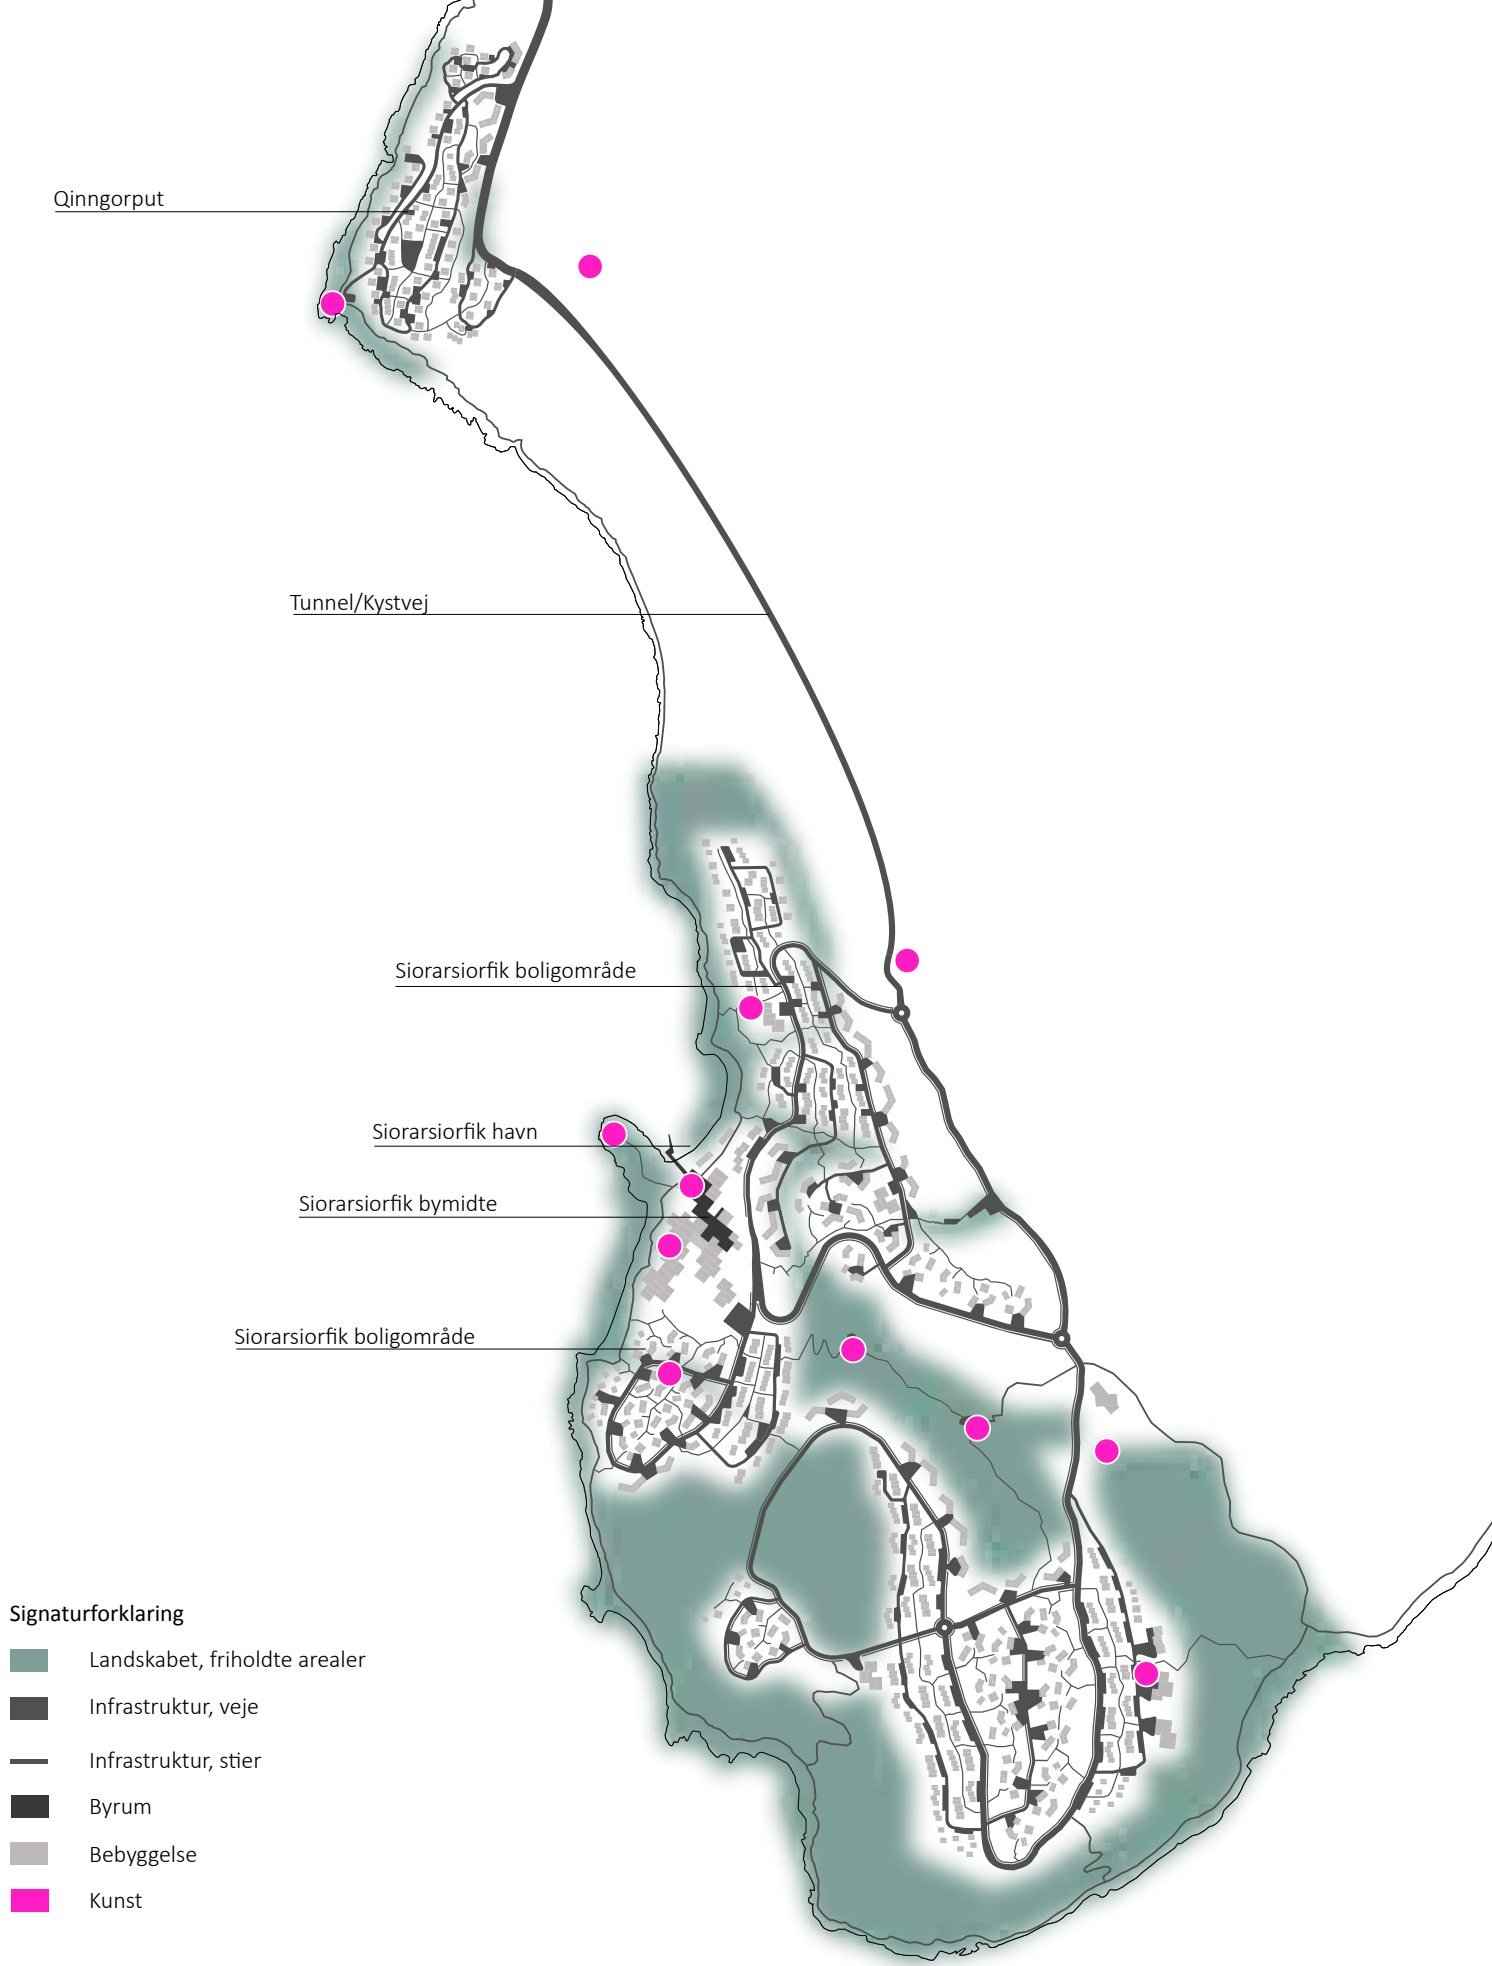 Qinngorput
Tunnel/Kystvej
Siorarsiorfik boligområde
Siorarsiorfik havn
Siorarsiorfik bymidte
Siorarsiorfik boligområde
Signaturforklaring
Landskabet, friholdte arealer
Infrastruktur, veje
Infrastruktur, stier
Byrum
Bebyggelse
Kunst